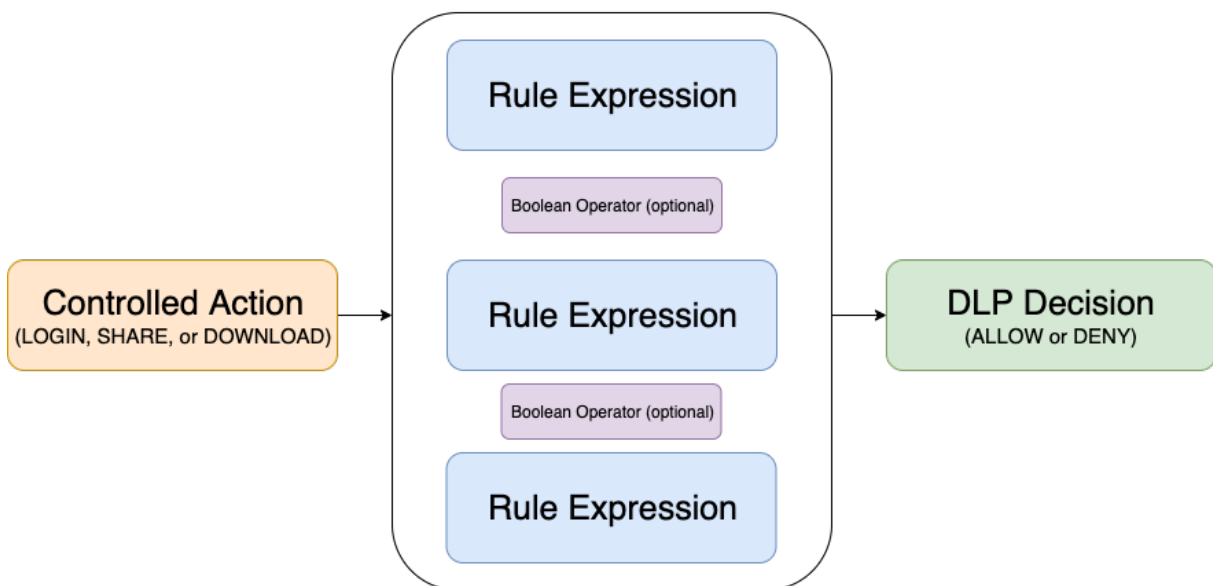 Rule Expression
Boolean Operator (optional)
Controlled Action
(LOGIN, SHARE, or DOWNLOAD)
Rule Expression
DLP Decision
(ALLOW or DENY)
Boolean Operator (optional)
Rule Expression